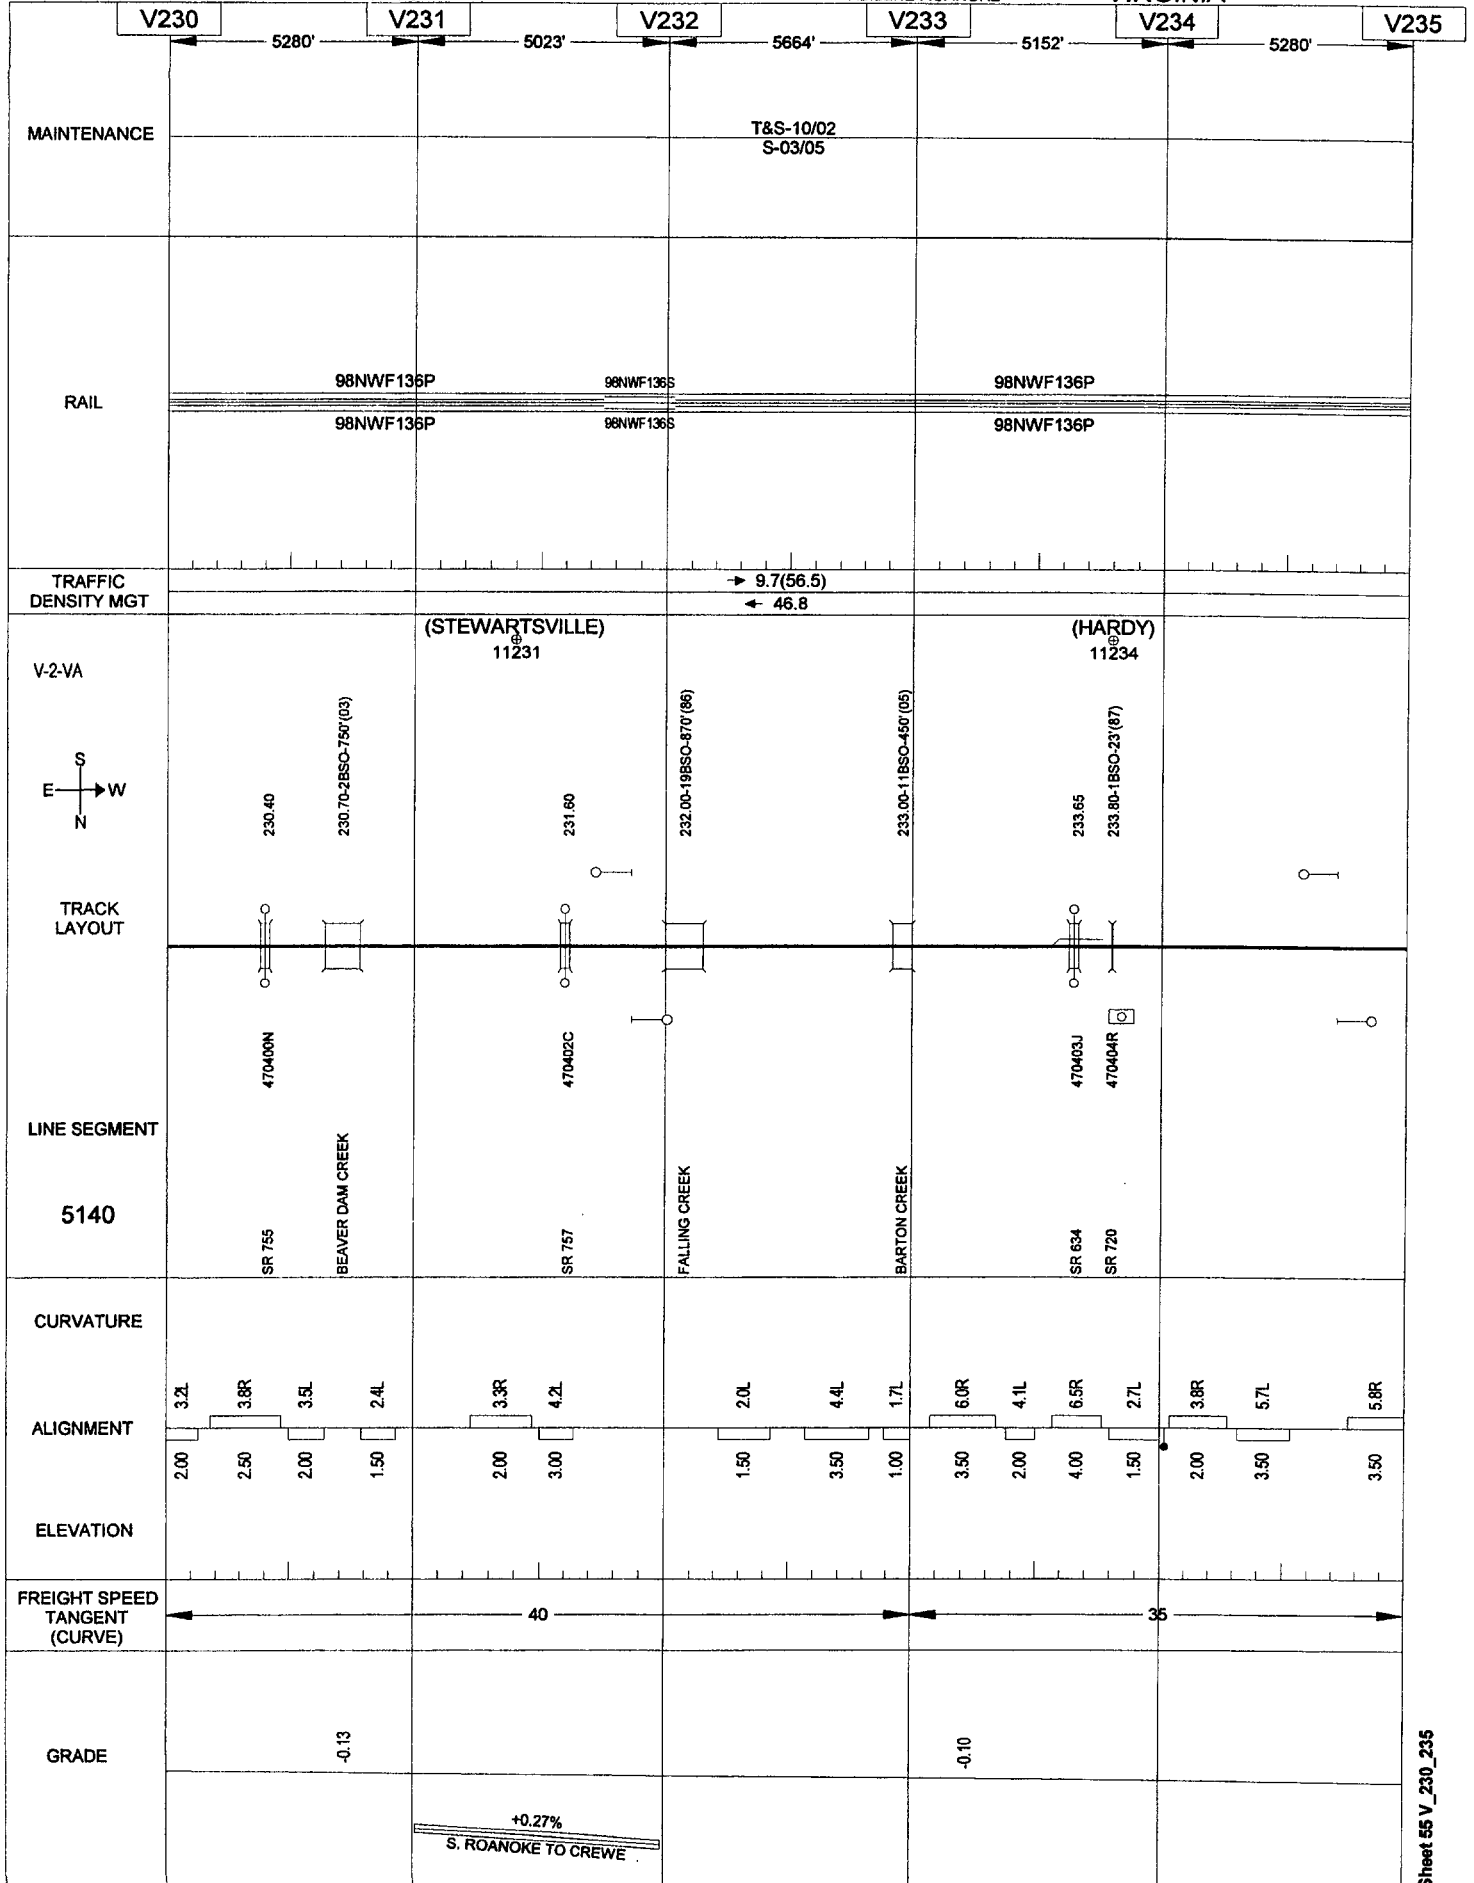 V230 V231 V232 V233 V234 V235
5280' 5023' 5664' 5152' 5280'
MAINTENANCE
T&S-10/02
S-03/05
RAIL
98NWF136P 98NWF136S 98NWF136P
98NWF136P 98NWF136S 98NWF136P
TRAFFIC
DENSITY MGT
9.7(56.5)
46.8
(STEWARTSVILLE) (HARDY)
11231 11234
V-2-VA
S
E W
N
230.40
230.70-2BSO-750'(03)
231.60
232.00-19BSO-870'(86)
233.00-11BSO-450'(05)
233.65
233.80-1BSO-23'(87)
TRACK
LAYOUT
470400N
470402C
470403J
470404R
LINE SEGMENT
5140
SR 755
BEAVER DAM CREEK
SR 757
FALLING CREEK
BARTON CREEK
SR 634
SR 720
CURVATURE
3.2L 3.8R 3.5L 2.4L 3.3R 4.2L 2.0L 4.4L 1.7L 6.0R 4.1L 6.5R 2.7L 3.8R 5.7L 5.8R
ALIGNMENT
2.00 2.50 2.00 1.50 2.00 3.00 1.50 3.50 1.00 3.50 2.00 4.00 1.50 2.00 3.50 3.50
ELEVATION
FREIGHT SPEED
TANGENT
(CURVE)
40 35
GRADE
-0.13 -0.10
+0.27%
S. ROANOKE TO CREWE
Sheet 55 V_230_235